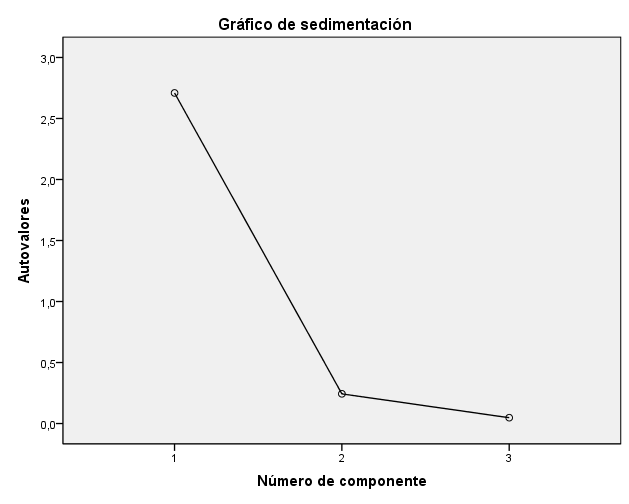 Gráfico de sedimentación
3,0
2,5
2,0
1,5
1,0
0,5
0,0
Autovalores
1 2 3
Número de componente